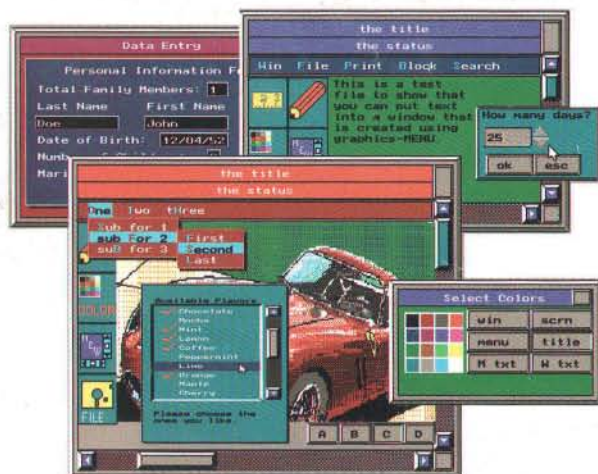 Data Entry
Personal Information Fo
Total Family Members: 1
Last Name First Name
Doe John
Date of Birth: 12/04/52
Mari
the title
the status
Win File Print Bloqk Search
This is a test
file to show that
you can put text
into a window that
is created using
graphics-MENU
How many days?
25
ok esc
the title
the status
One Two tHree
Sub for 1
sub For 2
suB for 3
First
Second
Last
COLOR
MEN
FILE
Available Flavors
Chocolate
Mocha
Mint
Lemon
Coffee
Peppermint
Lime
Orange
Maple
Cherry
Please choose the
ones you like.
A B C D
Select Colors
win scrn
menu title
M txt W txt